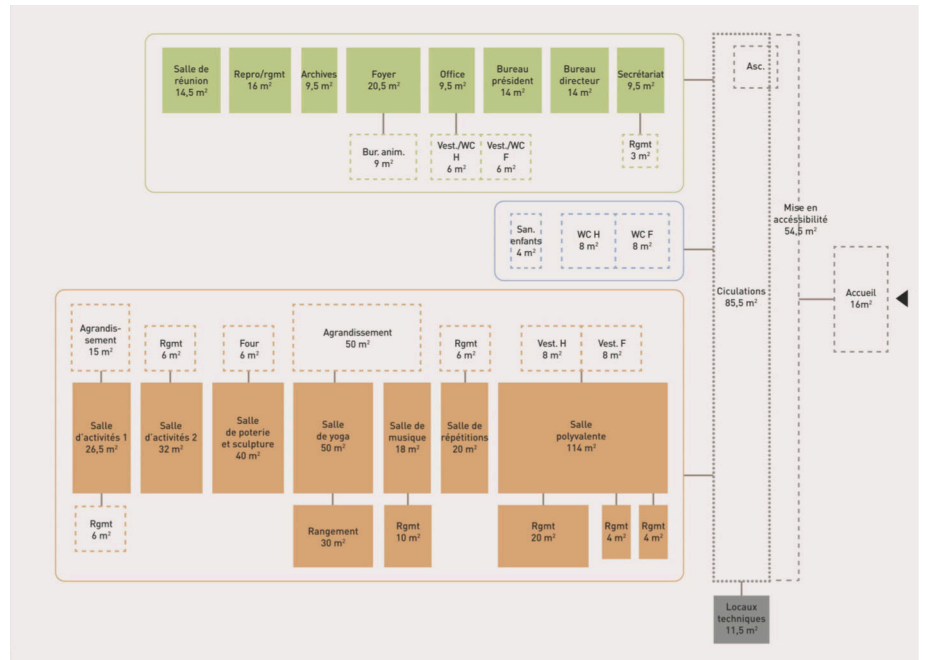 Salle de
réunion
14,5 m²
Repro/rgmt
16 m²
Archives
9,5 m²
Foyer
20,5 m²
Office
9,5 m²
Bureau
président
14 m²
Bureau
directeur
14 m²
Secrétariat
9,5 m²
Asc.
Bur. anim.
9 m²
Vest./WC
H
6 m²
Vest./WC
F
6 m²
Rgmt
3 m²
San.
enfants
4 m²
WC H
8 m²
WC F
8 m²
Mise en
accéssibilité
54,5 m²
Ciculations
85,5 m²
Accueil
16m²
Agrandis-
sement
15 m²
Rgmt
6 m²
Four
6 m²
Agrandissement
50 m²
Rgmt
6 m²
Vest. H
8 m²
Vest. F
8 m²
Salle
d'activités 1
26,5 m²
Salle
d'activités 2
32 m²
Salle
de poterie
et sculpture
40 m²
Salle
de yoga
50 m²
Salle de
musique
18 m²
Salle de
répétitions
20 m²
Salle
polyvalente
114 m²
Rgmt
6 m²
Rangement
30 m²
Rgmt
10 m²
Rgmt
20 m²
Rgmt
4 m²
Rgmt
4 m²
Locaux
techniques
11,5 m²